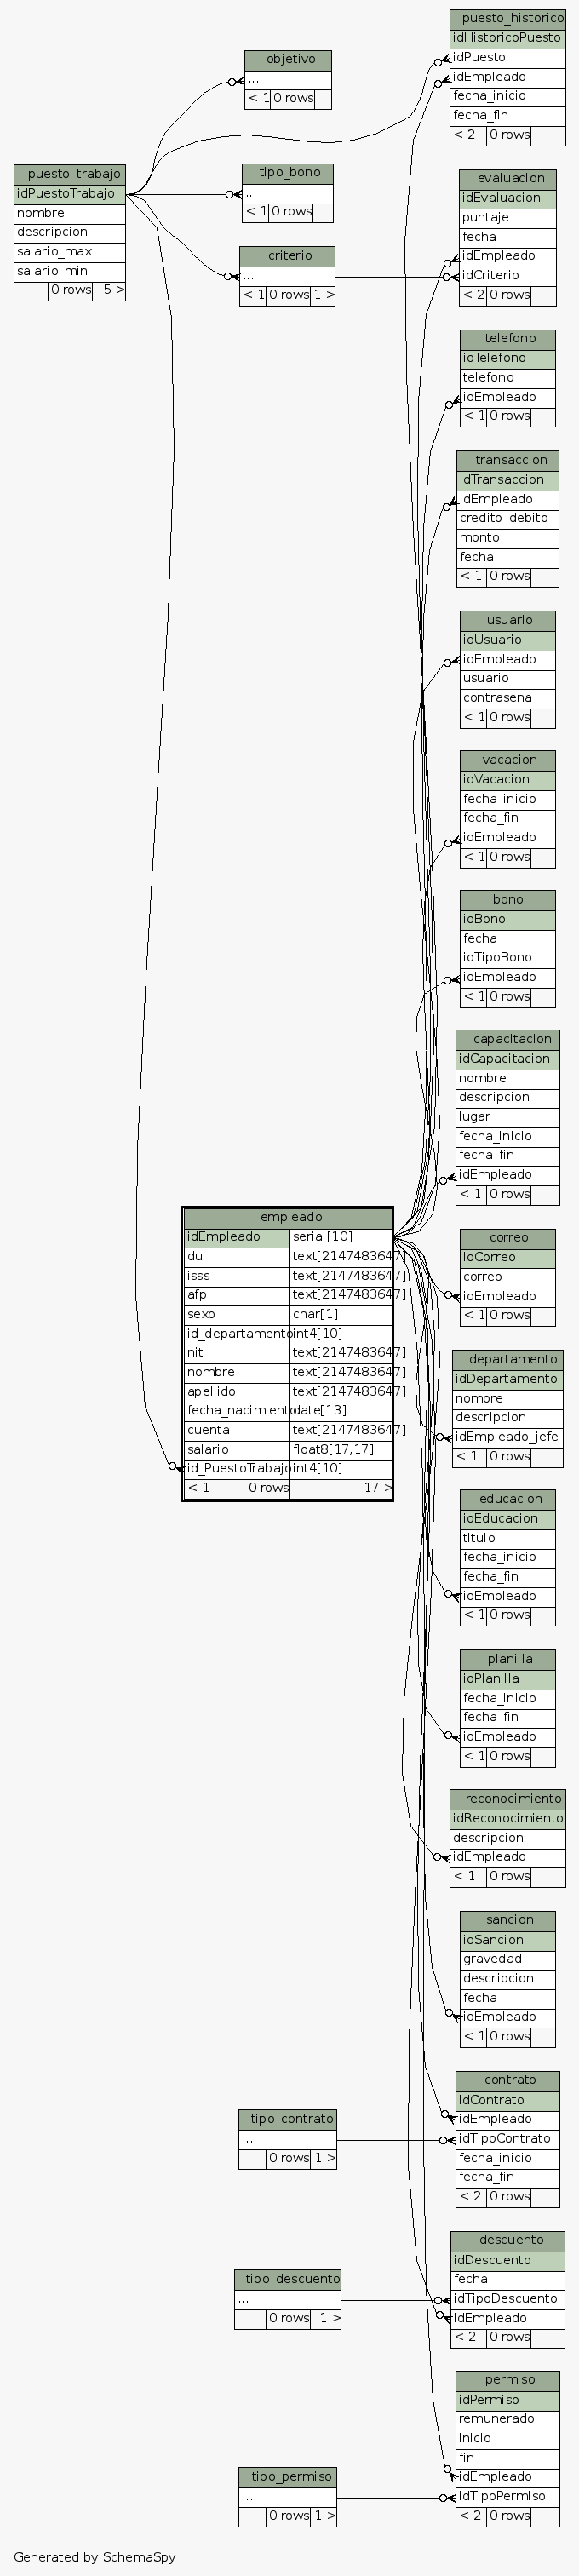 puesto_historico
idHistoricoPuesto
idPuesto
idEmpleado
fecha_inicio
fecha_fin
< 2 0 rows
objetivo
...
< 1 0 rows
puesto_trabajo
idPuestoTrabajo
nombre
descripcion
salario_max
salario_min
0 rows 5 >
tipo_bono
...
< 1 0 rows
evaluacion
idEvaluacion
puntaje
fecha
idEmpleado
idCriterio
< 2 0 rows
criterio
...
< 1 0 rows 1 >
telefono
idTelefono
telefono
idEmpleado
< 1 0 rows
transaccion
idTransaccion
idEmpleado
credito_debito
monto
fecha
< 1 0 rows
usuario
idUsuario
idEmpleado
usuario
contrasena
< 1 0 rows
vacacion
idVacacion
fecha_inicio
fecha_fin
idEmpleado
< 1 0 rows
bono
idBono
fecha
idTipoBono
idEmpleado
< 1 0 rows
capacitacion
idCapacitacion
nombre
descripcion
lugar
fecha_inicio
fecha_fin
idEmpleado
< 1 0 rows
empleado
idEmpleado serial[10]
dui text[2147483647]
isss text[2147483647]
afp text[2147483647]
sexo char[1]
id_departamento int4[10]
nit text[2147483647]
nombre text[2147483647]
apellido text[2147483647]
fecha_nacimiento date[13]
cuenta text[2147483647]
salario float8[17,17]
id_PuestoTrabajo int4[10]
< 1 0 rows 17 >
correo
idCorreo
correo
idEmpleado
< 1 0 rows
departamento
idDepartamento
nombre
descripcion
idEmpleado_jefe
< 1 0 rows
educacion
idEducacion
titulo
fecha_inicio
fecha_fin
idEmpleado
< 1 0 rows
planilla
idPlanilla
fecha_inicio
fecha_fin
idEmpleado
< 1 0 rows
reconocimiento
idReconocimiento
descripcion
idEmpleado
< 1 0 rows
sancion
idSancion
gravedad
descripcion
fecha
idEmpleado
< 1 0 rows
contrato
idContrato
idEmpleado
idTipoContrato
fecha_inicio
fecha_fin
< 2 0 rows
tipo_contrato
...
0 rows 1 >
descuento
idDescuento
fecha
idTipoDescuento
idEmpleado
< 2 0 rows
tipo_descuento
...
0 rows 1 >
permiso
idPermiso
remunerado
inicio
fin
idEmpleado
idTipoPermiso
< 2 0 rows
tipo_permiso
...
0 rows 1 >
Generated by SchemaSpy